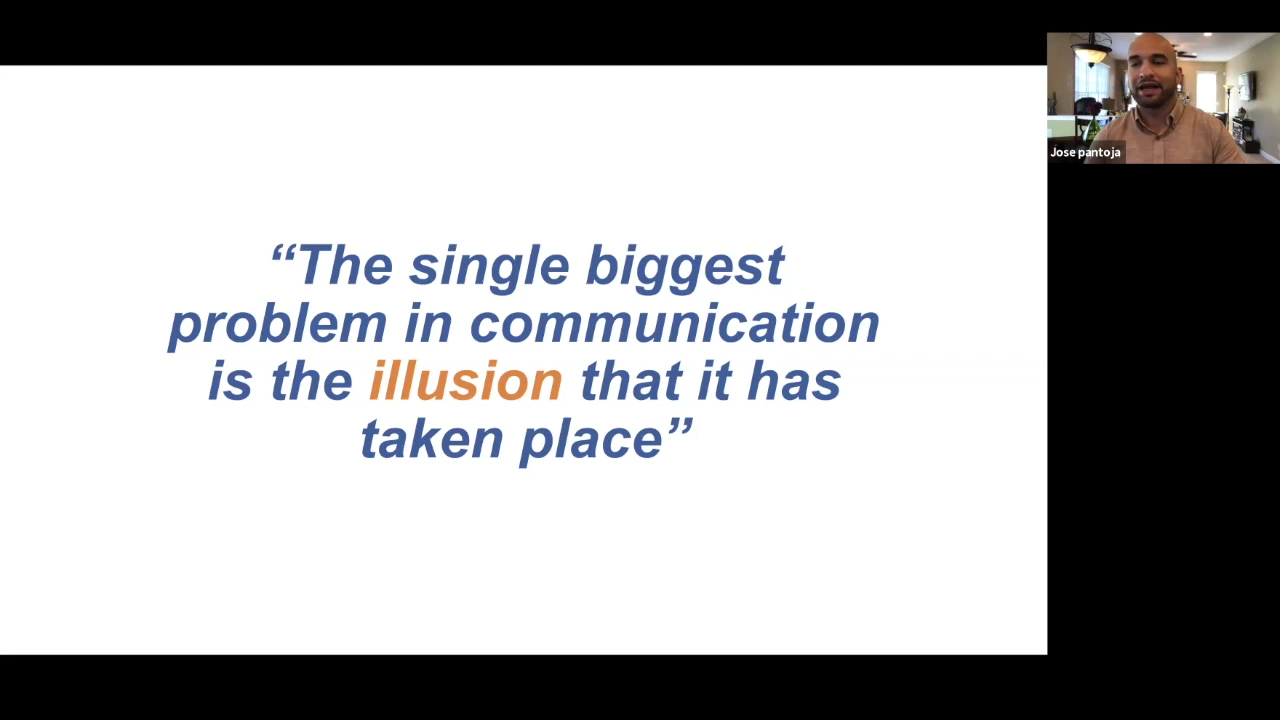 “The single biggest
problem in communication
is the illusion that it has
taken place”
Jose pantoja